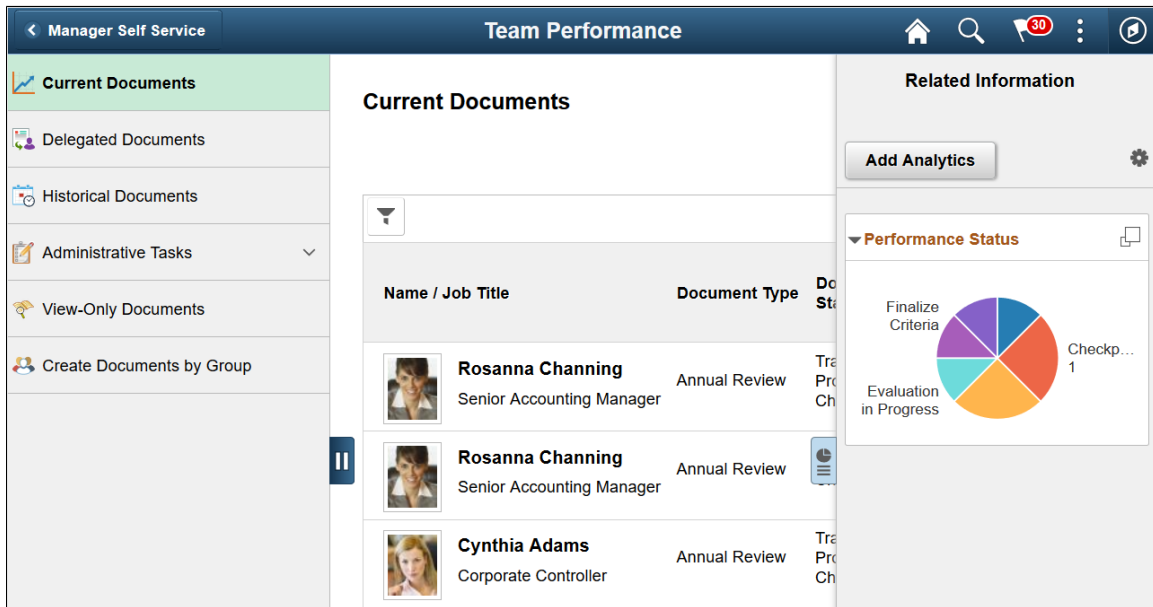 Manager Self Service
Team Performance
30
Current Documents
Delegated Documents
Historical Documents
Administrative Tasks
View-Only Documents
Create Documents by Group
Current Documents
Name / Job Title
Document Type
Rosanna Channing
Senior Accounting Manager
Annual Review
Rosanna Channing
Senior Accounting Manager
Annual Review
Cynthia Adams
Corporate Controller
Annual Review
Related Information
Add Analytics
Performance Status
Finalize
Criteria
Checkp...
1
Evaluation
in Progress